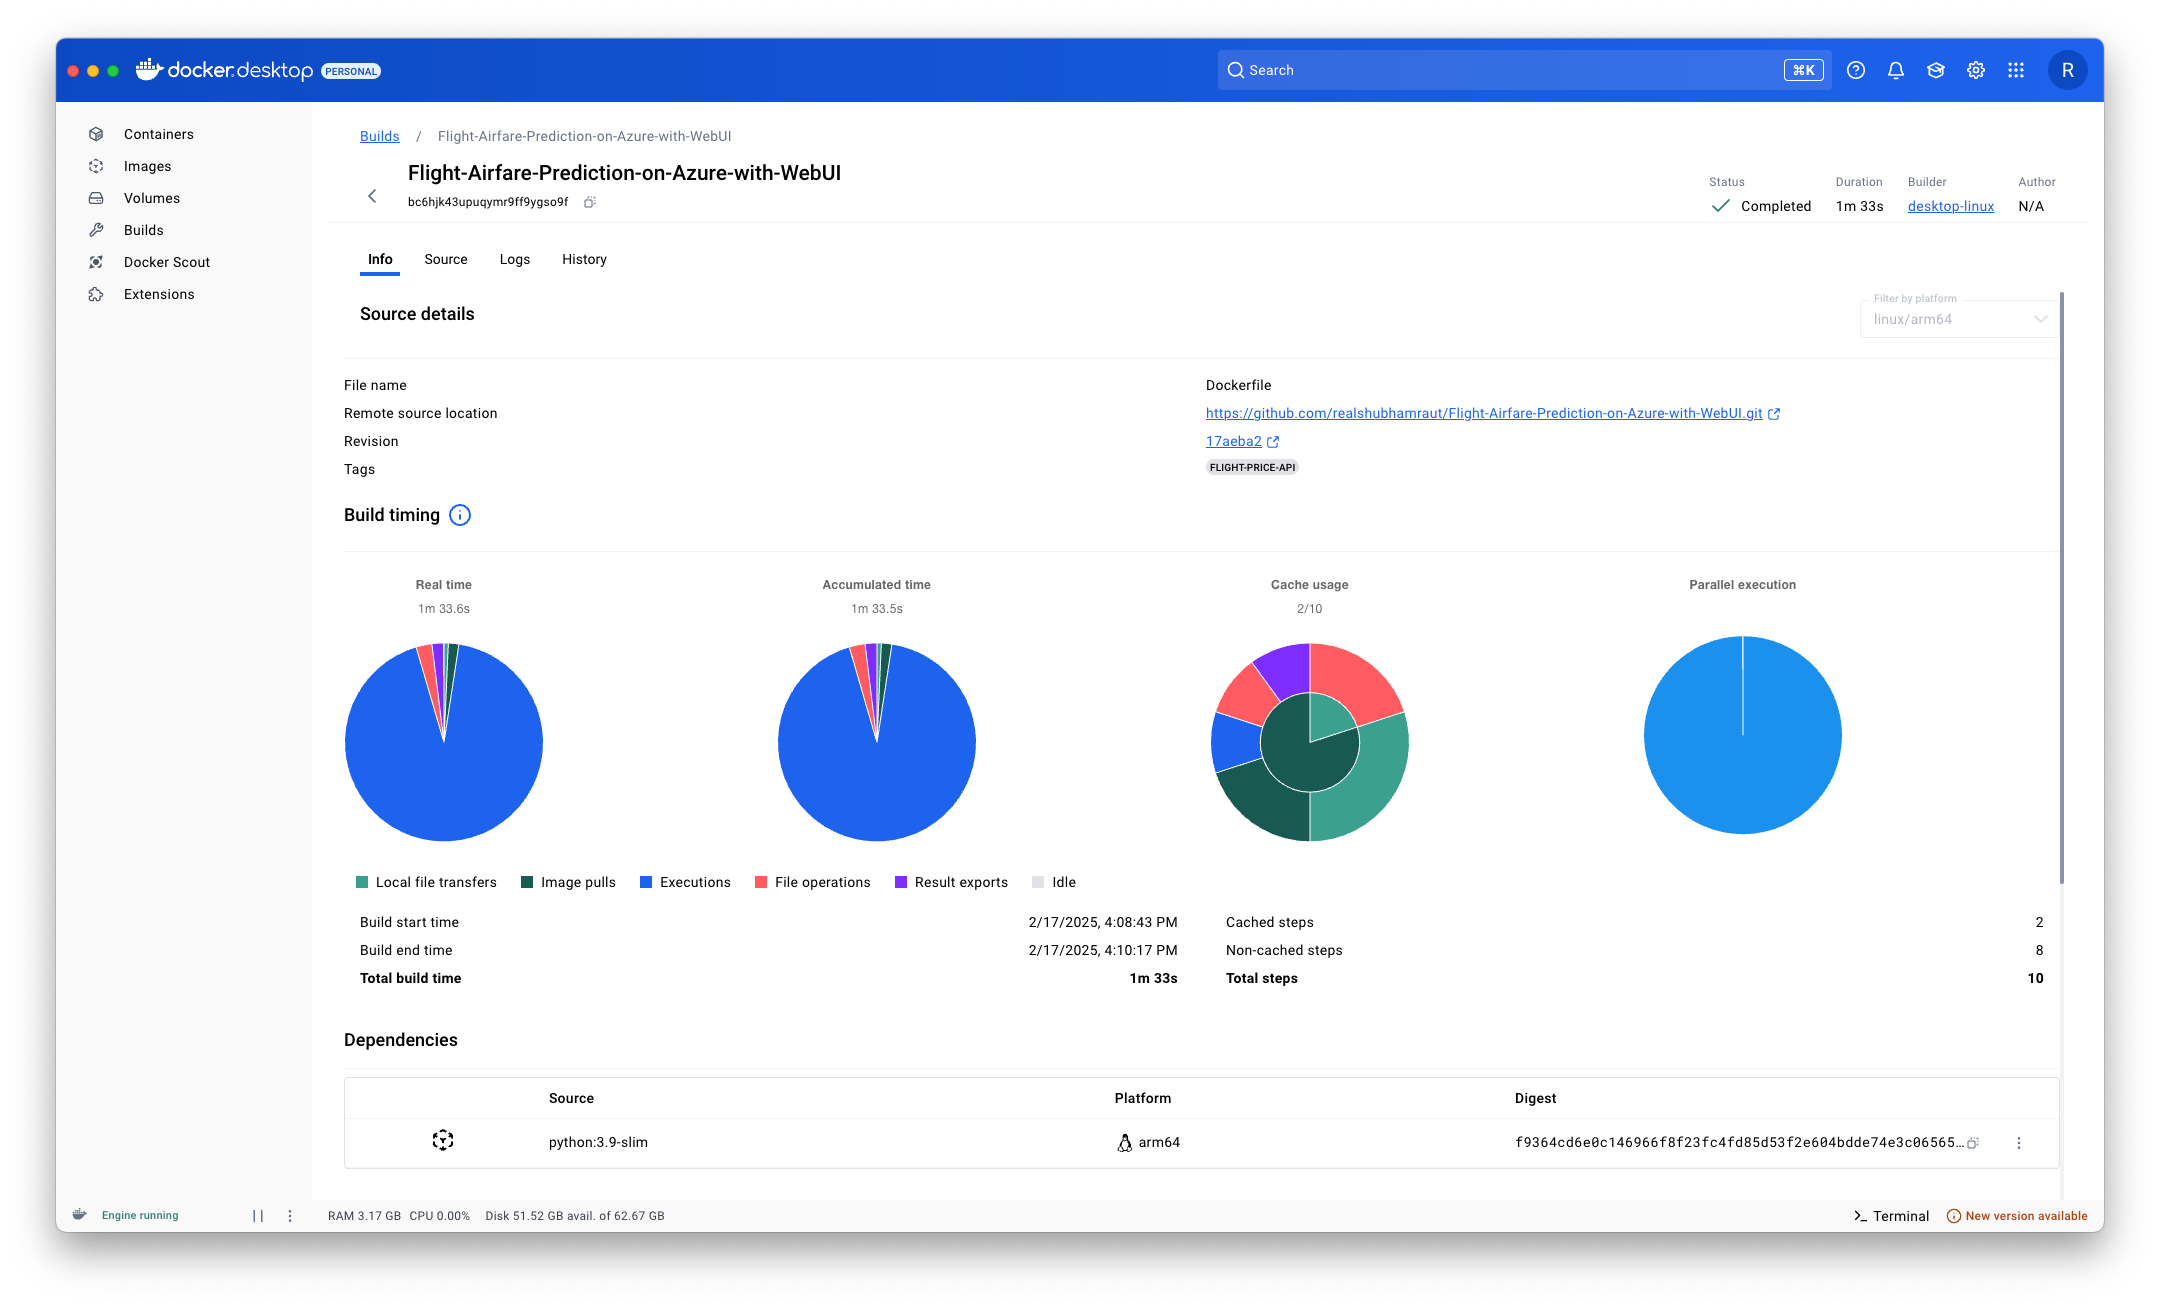 docker desktop PERSONAL
Search ⌘K
R
Containers
Images
Volumes
Builds
Docker Scout
Extensions
Builds / Flight-Airfare-Prediction-on-Azure-with-WebUI
Flight-Airfare-Prediction-on-Azure-with-WebUI
bc6hjk43upuqymr9ff9ygso9f
Status Duration Builder Author
Completed 1m 33s desktop-linux N/A
Info Source Logs History
Source details
Filter by platform
linux/arm64
File name Dockerfile
Remote source location https://github.com/realshubhamraut/Flight-Airfare-Prediction-on-Azure-with-WebUI.git
Revision 17aeba2
Tags FLIGHT-PRICE-API
Build timing
Real time Accumulated time Cache usage Parallel execution
1m 33.6s 1m 33.5s 2/10
Local file transfers Image pulls Executions File operations Result exports Idle
Build start time 2/17/2025, 4:08:43 PM Cached steps 2
Build end time 2/17/2025, 4:10:17 PM Non-cached steps 8
Total build time 1m 33s Total steps 10
Dependencies
Source Platform Digest
python:3.9-slim arm64 f9364cd6e0c146966f8f23fc4fd85d53f2e604bdde74e3c06565…
Engine running RAM 3.17 GB CPU 0.00% Disk 51.52 GB avail. of 62.67 GB >_ Terminal New version available